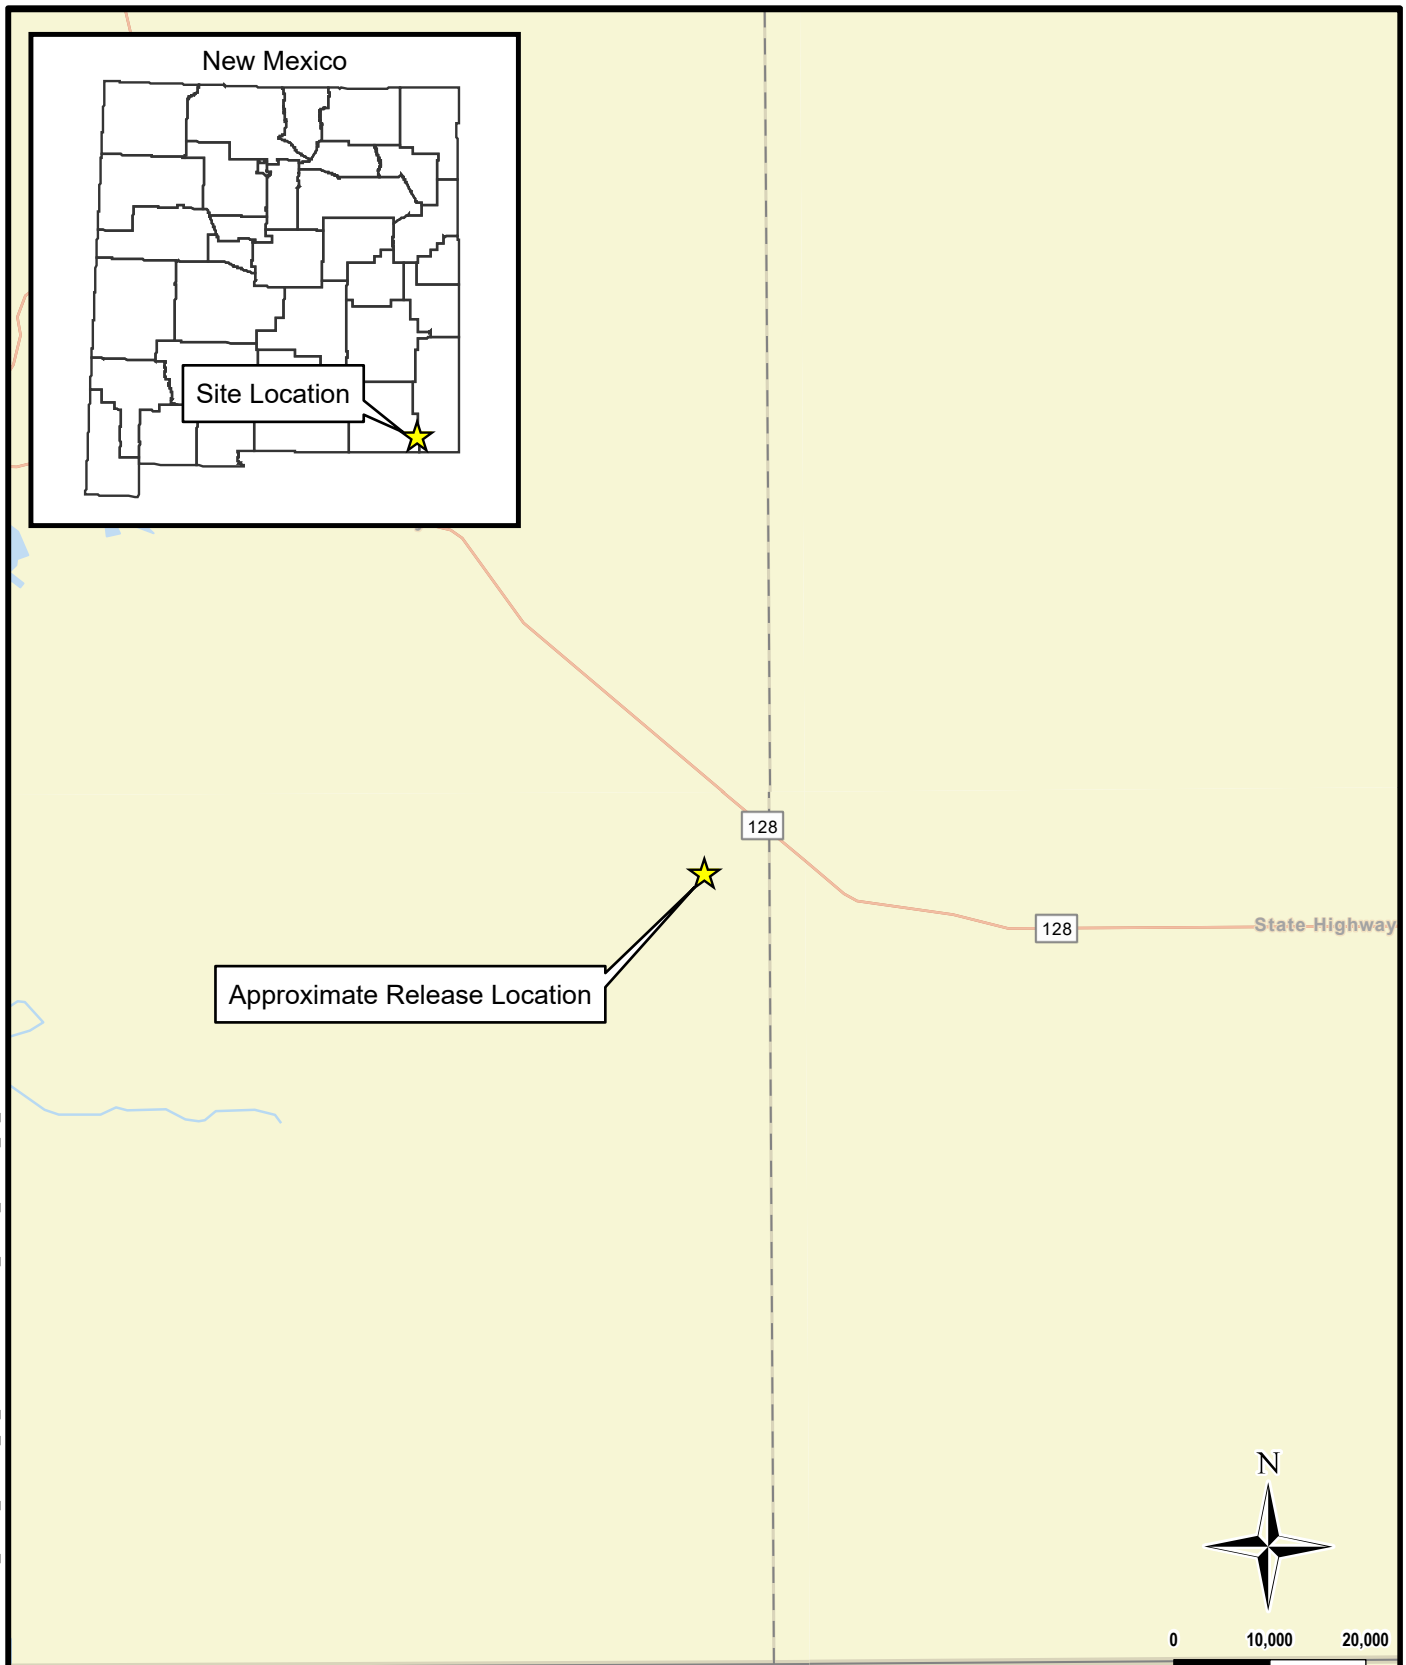 New Mexico
Site Location
128
128
State Highway
Approximate Release Location
N
0 10,000 20,000